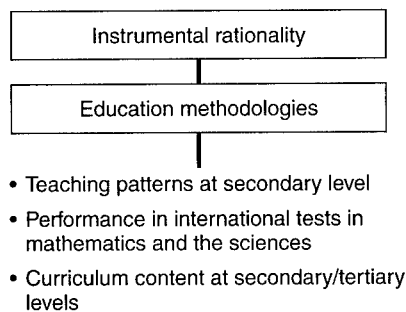 Instrumental rationality
Education methodologies
• Teaching patterns at secondary level
• Performance in international tests in
mathematics and the sciences
• Curriculum content at secondary/tertiary
levels